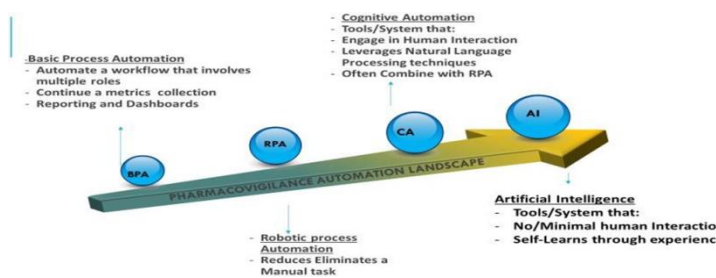 - Cognitive Automation
- Tools/System that:
- Engage in Human Interaction
- Leverages Natural Language
Processing techniques
- Often Combine with RPA
-Basic Process Automation
- Automate a workflow that involves
multiple roles
- Continue a metrics collection
- Reporting and Dashboards
BPA
RPA
CA
AI
PHARMACOVIGILANCE AUTOMATION LANDSCAPE
Artificial Intelligence
- Tools/System that:
- No/Minimal human Interactio
- Self-Learns through experienc
- Robotic process
Automation
- Reduces Eliminates a
Manual task